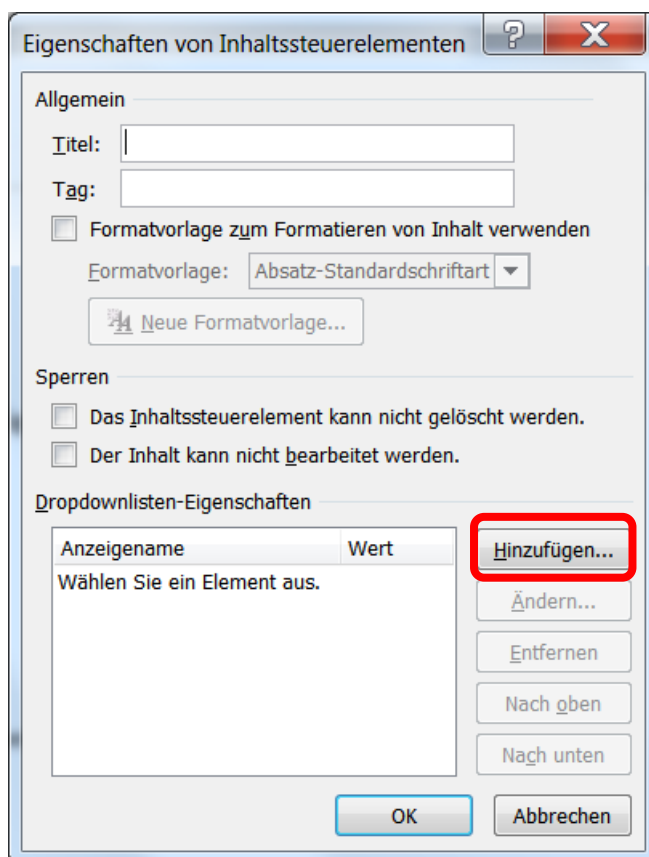 Eigenschaften von Inhaltssteuerelementen
Allgemein
Titel:
Tag:
Formatvorlage zum Formatieren von Inhalt verwenden
Formatvorlage: Absatz-Standardschriftart
Neue Formatvorlage...
Sperren
Das Inhaltssteuerelement kann nicht gelöscht werden.
Der Inhalt kann nicht bearbeitet werden.
Dropdownlisten-Eigenschaften
Anzeigename Wert
Wählen Sie ein Element aus.
Hinzufügen...
Ändern...
Entfernen
Nach oben
Nach unten
OK Abbrechen